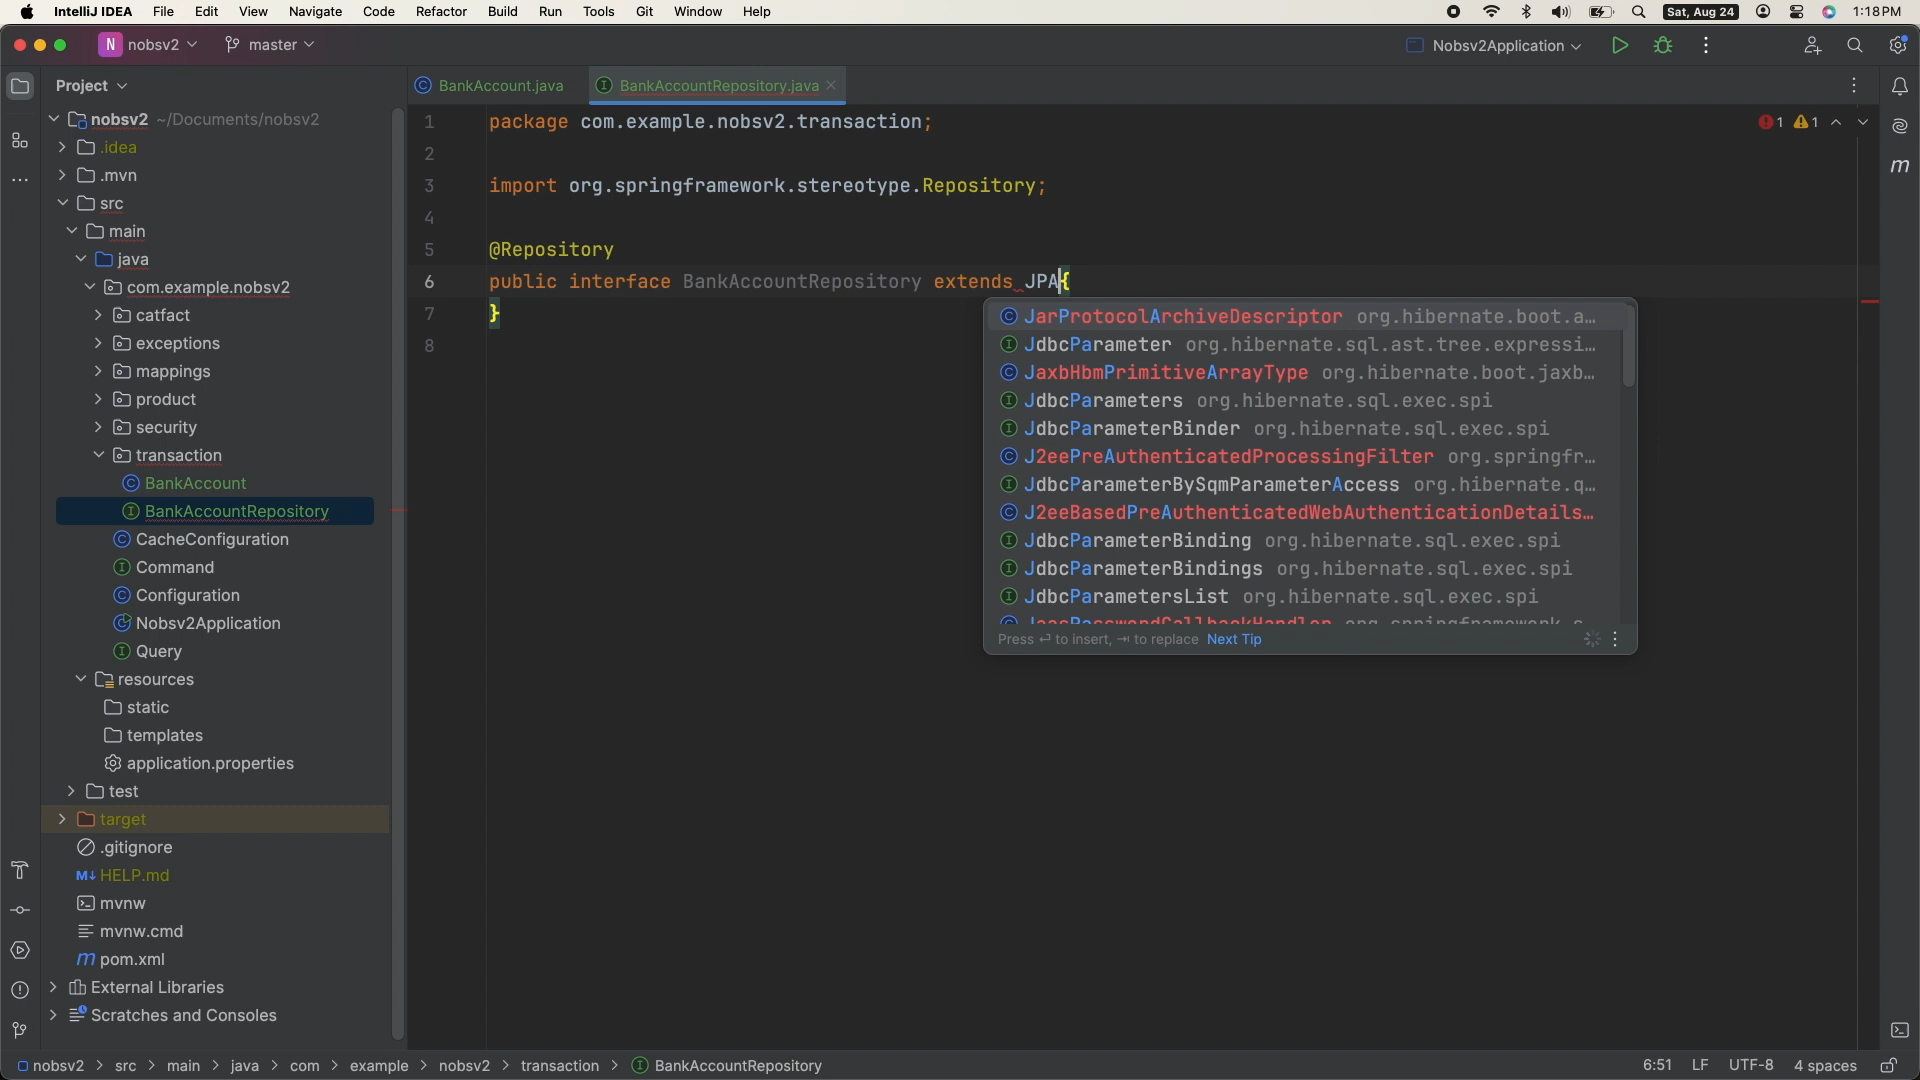 IntelliJ IDEA File Edit View Navigate Code Refactor Build Run Tools Git Window Help Sat, Aug 24 1:18 PM
N nobsv2 master Nobsv2Application
Project BankAccount.java BankAccountRepository.java
nobsv2 ~/Documents/nobsv2
.idea
.mvn
src
main
java
com.example.nobsv2
catfact
exceptions
mappings
product
security
transaction
BankAccount
BankAccountRepository
CacheConfiguration
Command
Configuration
Nobsv2Application
Query
resources
static
templates
application.properties
test
target
.gitignore
M↓ HELP.md
mvnw
mvnw.cmd
m pom.xml
External Libraries
Scratches and Consoles
1 package com.example.nobsv2.transaction; 1 1
2
3 import org.springframework.stereotype.Repository;
4
5 @Repository
6 public interface BankAccountRepository extends JPA{
7 }
8
JarProtocolArchiveDescriptor org.hibernate.boot.a...
JdbcParameter org.hibernate.sql.ast.tree.expressi...
JaxbHbmPrimitiveArrayType org.hibernate.boot.jaxb...
JdbcParameters org.hibernate.sql.exec.spi
JdbcParameterBinder org.hibernate.sql.exec.spi
J2eePreAuthenticatedProcessingFilter org.springfr...
JdbcParameterBySqmParameterAccess org.hibernate.q...
J2eeBasedPreAuthenticatedWebAuthenticationDetails...
JdbcParameterBinding org.hibernate.sql.exec.spi
JdbcParameterBindings org.hibernate.sql.exec.spi
JdbcParametersList org.hibernate.sql.exec.spi
Press ↵ to insert, ⇥ to replace Next Tip
m
nobsv2 > src > main > java > com > example > nobsv2 > transaction > BankAccountRepository 6:51 LF UTF-8 4 spaces